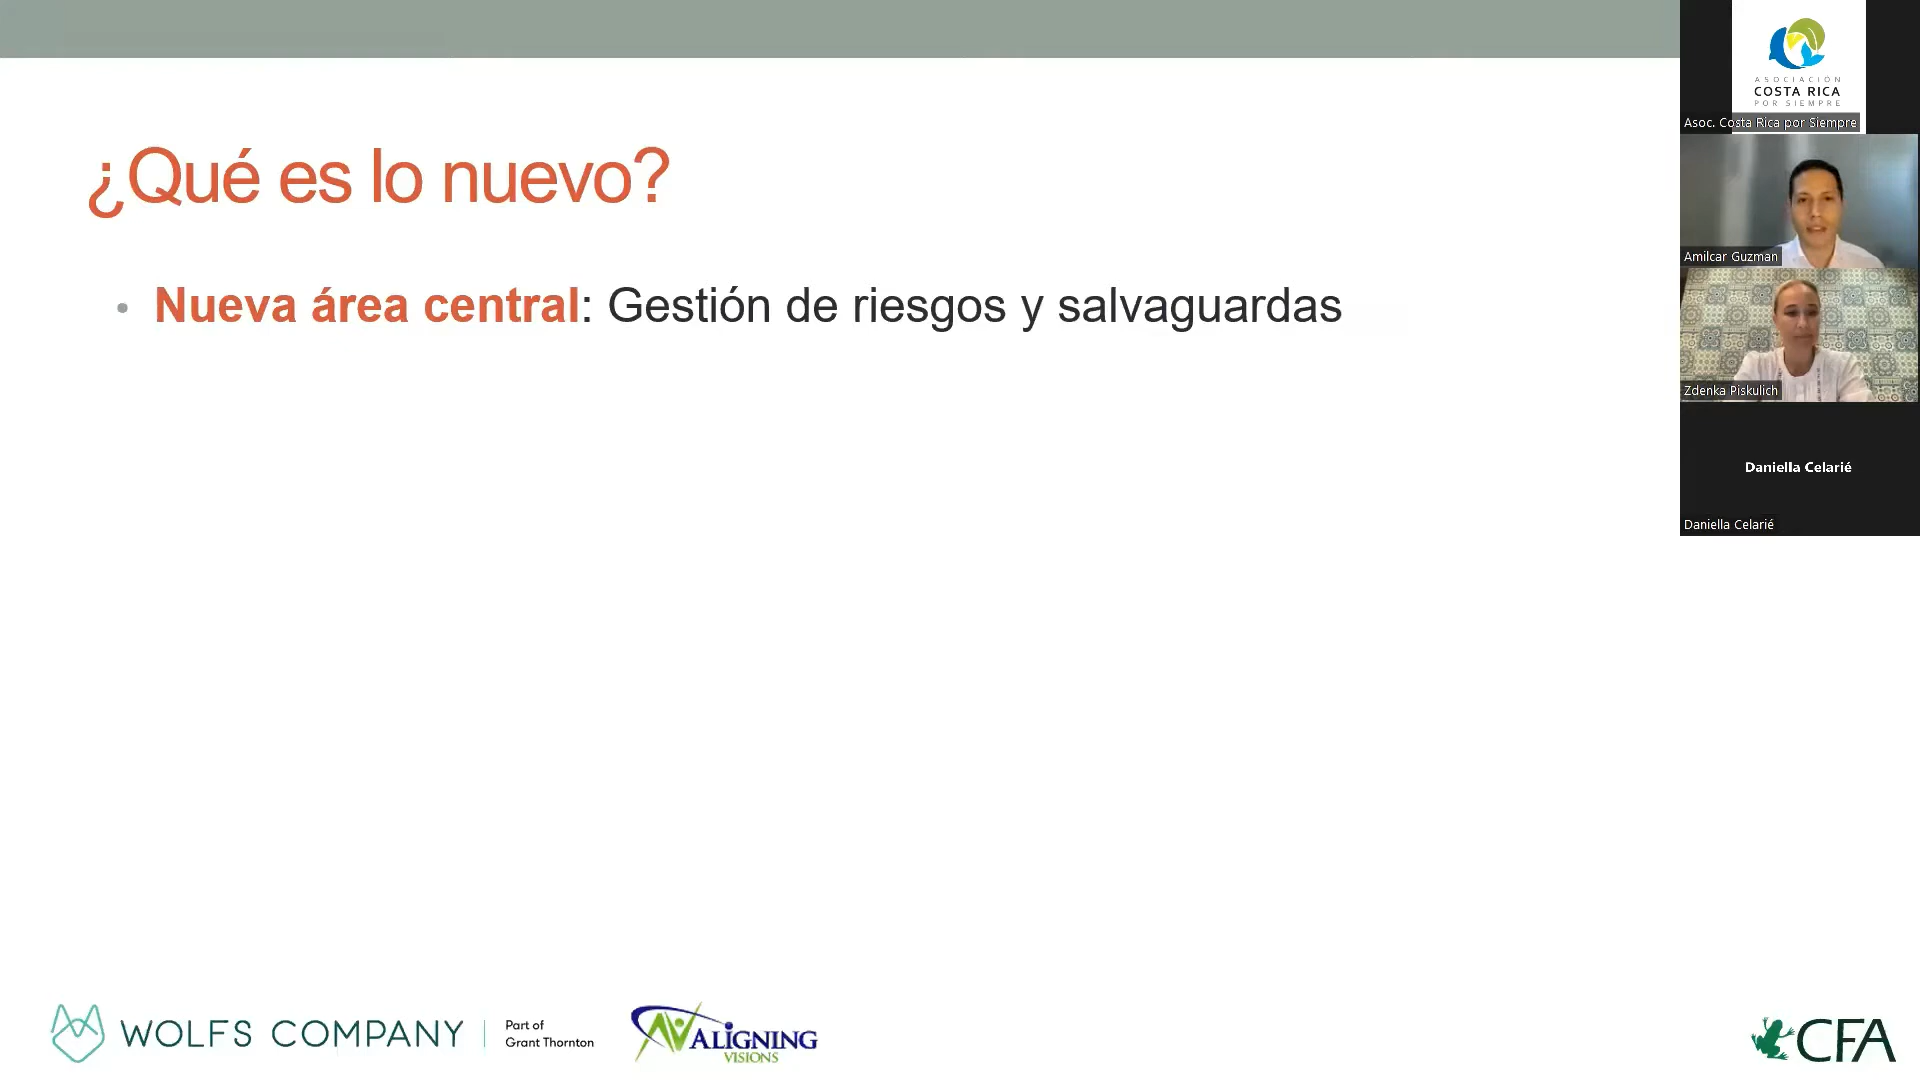 ¿Qué es lo nuevo?
• Nueva área central: Gestión de riesgos y salvaguardas
ASOCIACIÓN
COSTA RICA
POR SIEMPRE
Asoc. Costa Rica por Siempre
Amilcar Guzman
Zdenka Piskulich
Daniella Celarié
Daniella Celarié
WOLFS COMPANY
Part of
Grant Thornton
ALIGNING
VISIONS
CFA